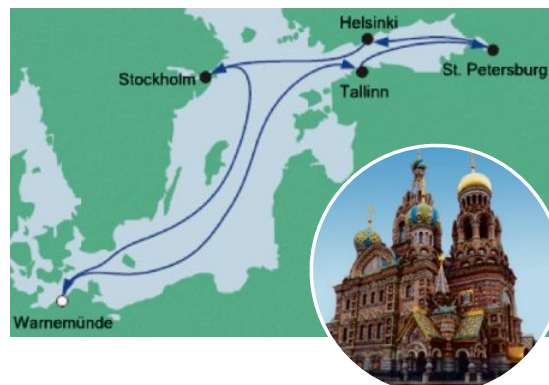 Helsinki
Stockholm
St. Petersburg
Tallinn
Warnemünde